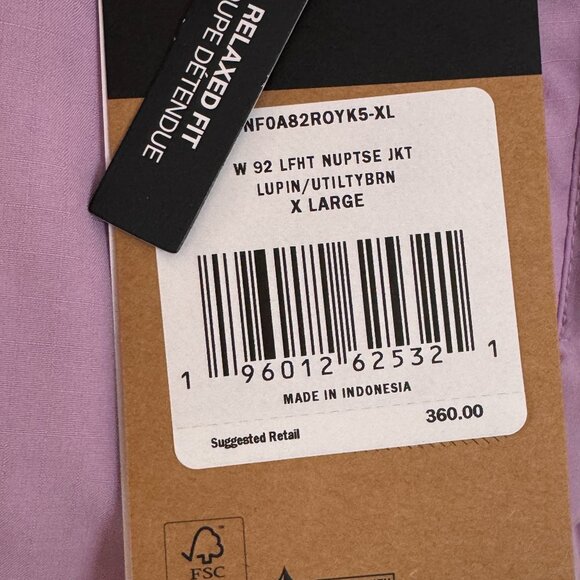 RELAXED FIT
COUPE DÉTENDUE
NF0A82ROYK5-XL
W 92 LFHT NUPTSE JKT
LUPIN/UTILTYBRN
X LARGE
1 96012 62532 1
MADE IN INDONESIA
Suggested Retail
360.00
FSC